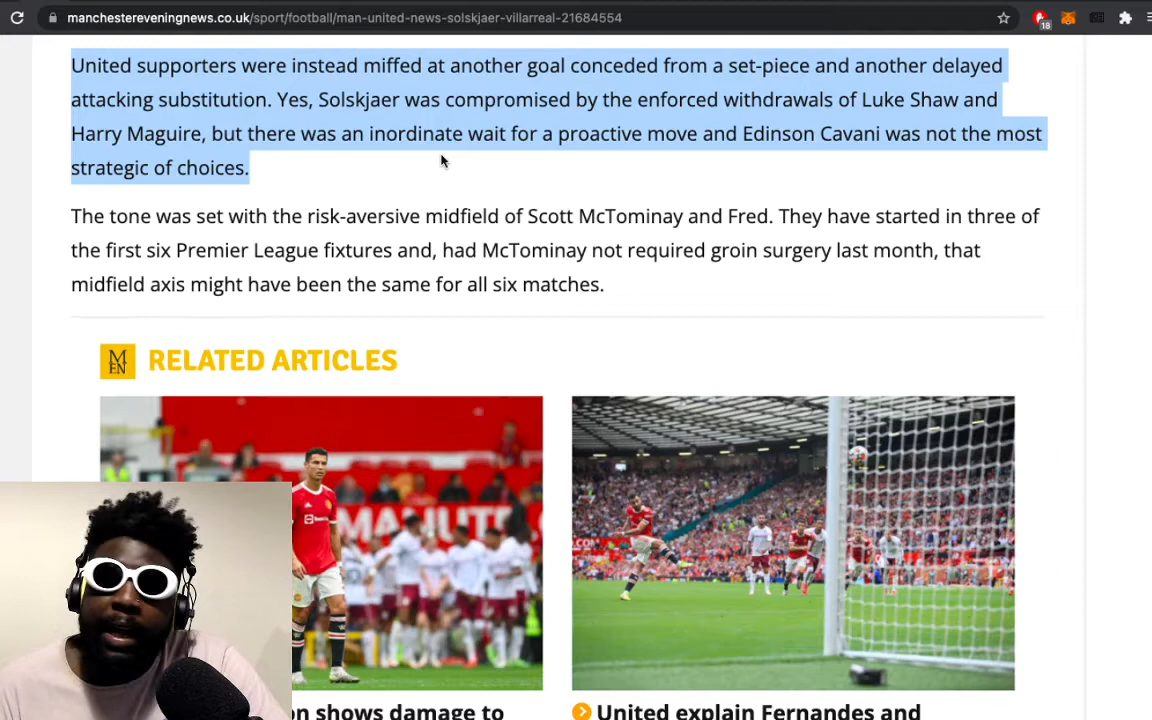 manchestereveningnews.co.uk/sport/football/man-united-news-solskjaer-villarreal-21684554
18
United supporters were instead miffed at another goal conceded from a set-piece and another delayed
attacking substitution. Yes, Solskjaer was compromised by the enforced withdrawals of Luke Shaw and
Harry Maguire, but there was an inordinate wait for a proactive move and Edinson Cavani was not the most
strategic of choices.
The tone was set with the risk-aversive midfield of Scott McTominay and Fred. They have started in three of
the first six Premier League fixtures and, had McTominay not required groin surgery last month, that
midfield axis might have been the same for all six matches.
M
EN
RELATED ARTICLES
on shows damage to
United explain Fernandes and